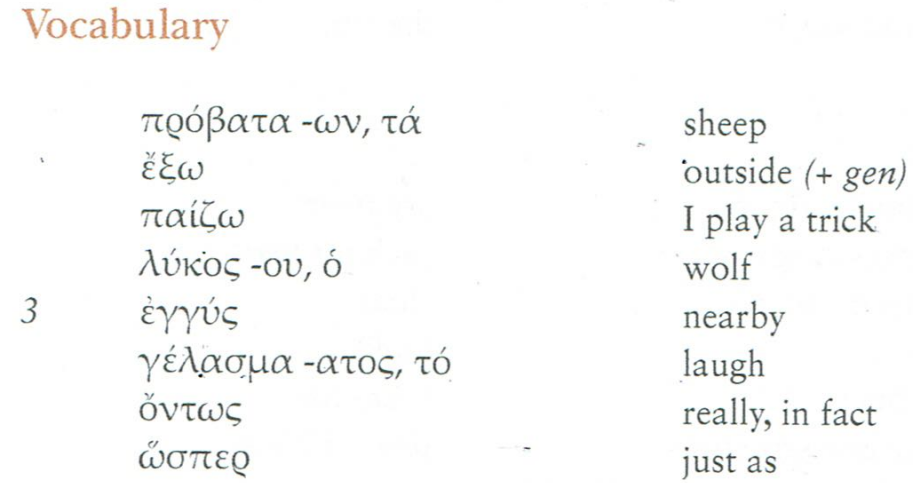 Vocabulary
πρόβατα -ων, τά sheep
ἔξω outside (+ gen)
παίζω I play a trick
λύκος -ου, ὁ wolf
3 ἐγγύς nearby
γέλασμα -ατος, τό laugh
ὄντως really, in fact
ὥσπερ just as